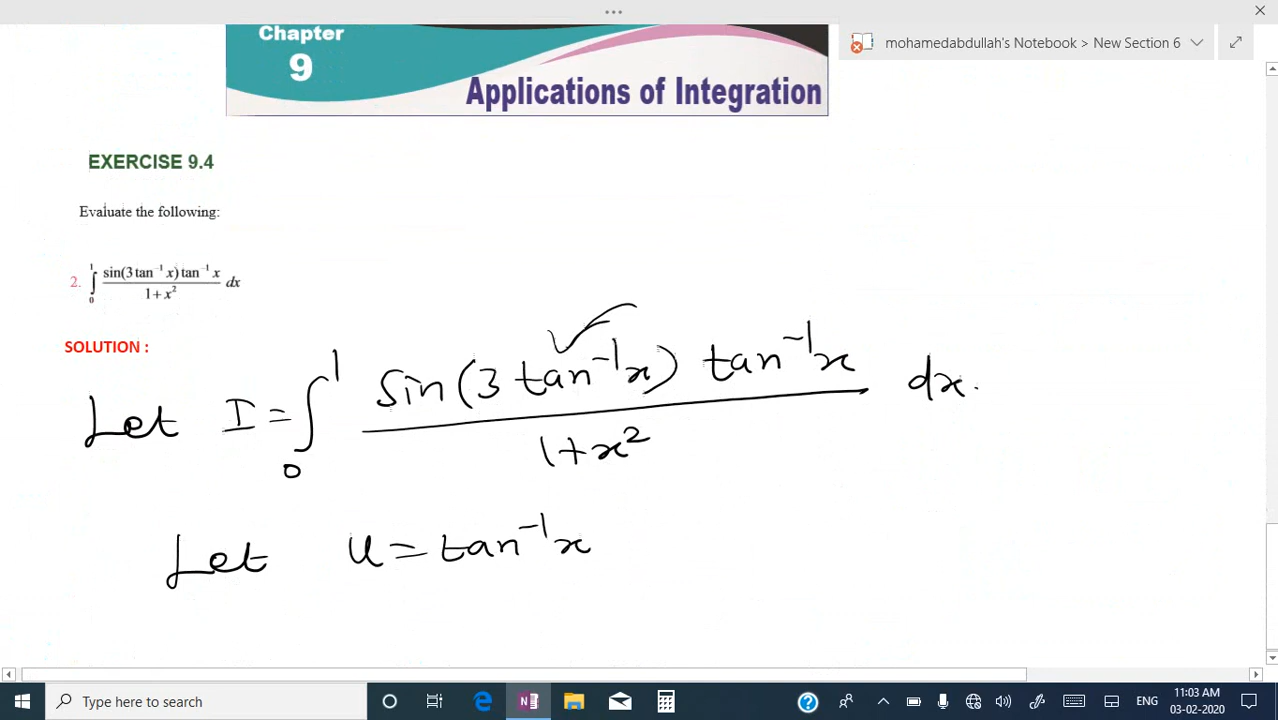 mohamedabdullah's Notebook > New Section 6
Chapter
9
Applications of Integration
EXERCISE 9.4
Evaluate the following:
2. ∫₀¹ sin(3 tan⁻¹ x) tan⁻¹ x / 1 + x² dx
SOLUTION :
Let I = ∫₀¹ sin(3 tan⁻¹x) tan⁻¹x / 1+x² dx.
Let u = tan⁻¹x
Type here to search
ENG
11:03 AM
03-02-2020